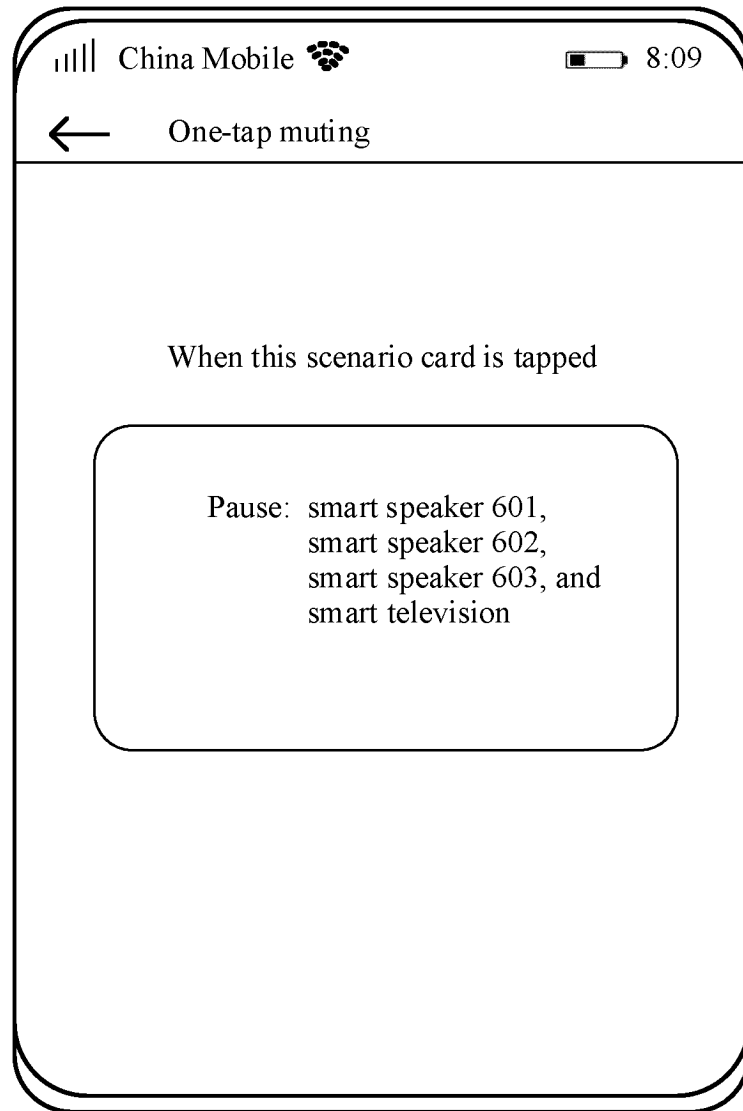 China Mobile 8:09
One-tap muting
When this scenario card is tapped
Pause: smart speaker 601,
smart speaker 602,
smart speaker 603, and
smart television